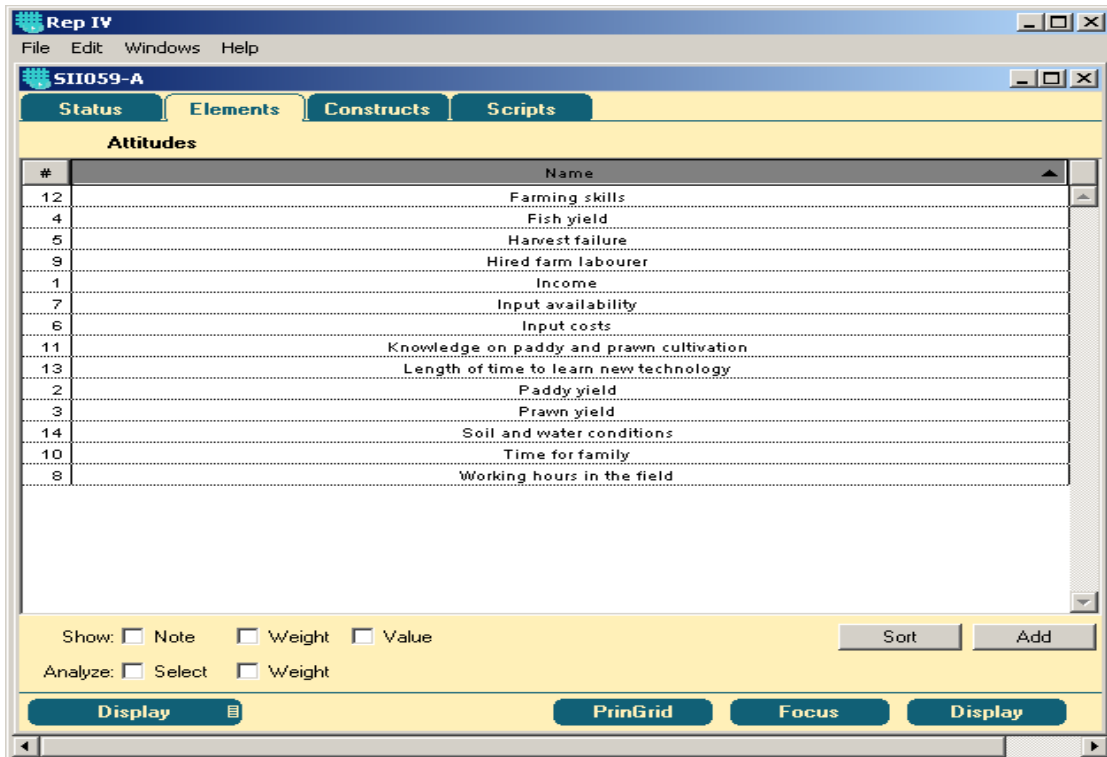 Rep IV
File Edit Windows Help
SII059-A
Status Elements Constructs Scripts
Attitudes
# Name
12 Farming skills
4 Fish yield
5 Harvest failure
9 Hired farm labourer
1 Income
7 Input availability
6 Input costs
11 Knowledge on paddy and prawn cultivation
13 Length of time to learn new technology
2 Paddy yield
3 Prawn yield
14 Soil and water conditions
10 Time for family
8 Working hours in the field
Show: Note Weight Value Sort Add
Analyze: Select Weight
Display PrinGrid Focus Display